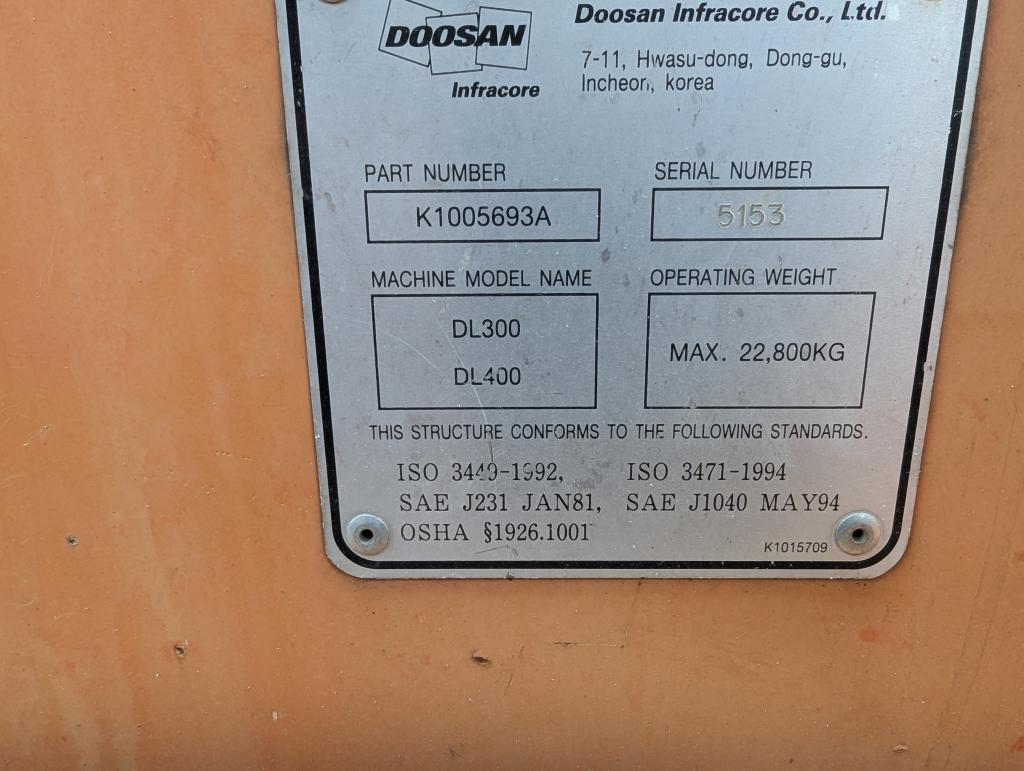 DOOSAN
Infracore
Doosan Infracore Co., Ltd.
7-11, Hwasu-dong, Dong-gu,
Incheon, korea
PART NUMBER
K1005693A
SERIAL NUMBER
5153
MACHINE MODEL NAME
DL300
DL400
OPERATING WEIGHT
MAX. 22,800KG
THIS STRUCTURE CONFORMS TO THE FOLLOWING STANDARDS.
ISO 3449-1992, ISO 3471-1994
SAE J231 JAN81, SAE J1040 MAY94
OSHA §1926.1001
K1015709